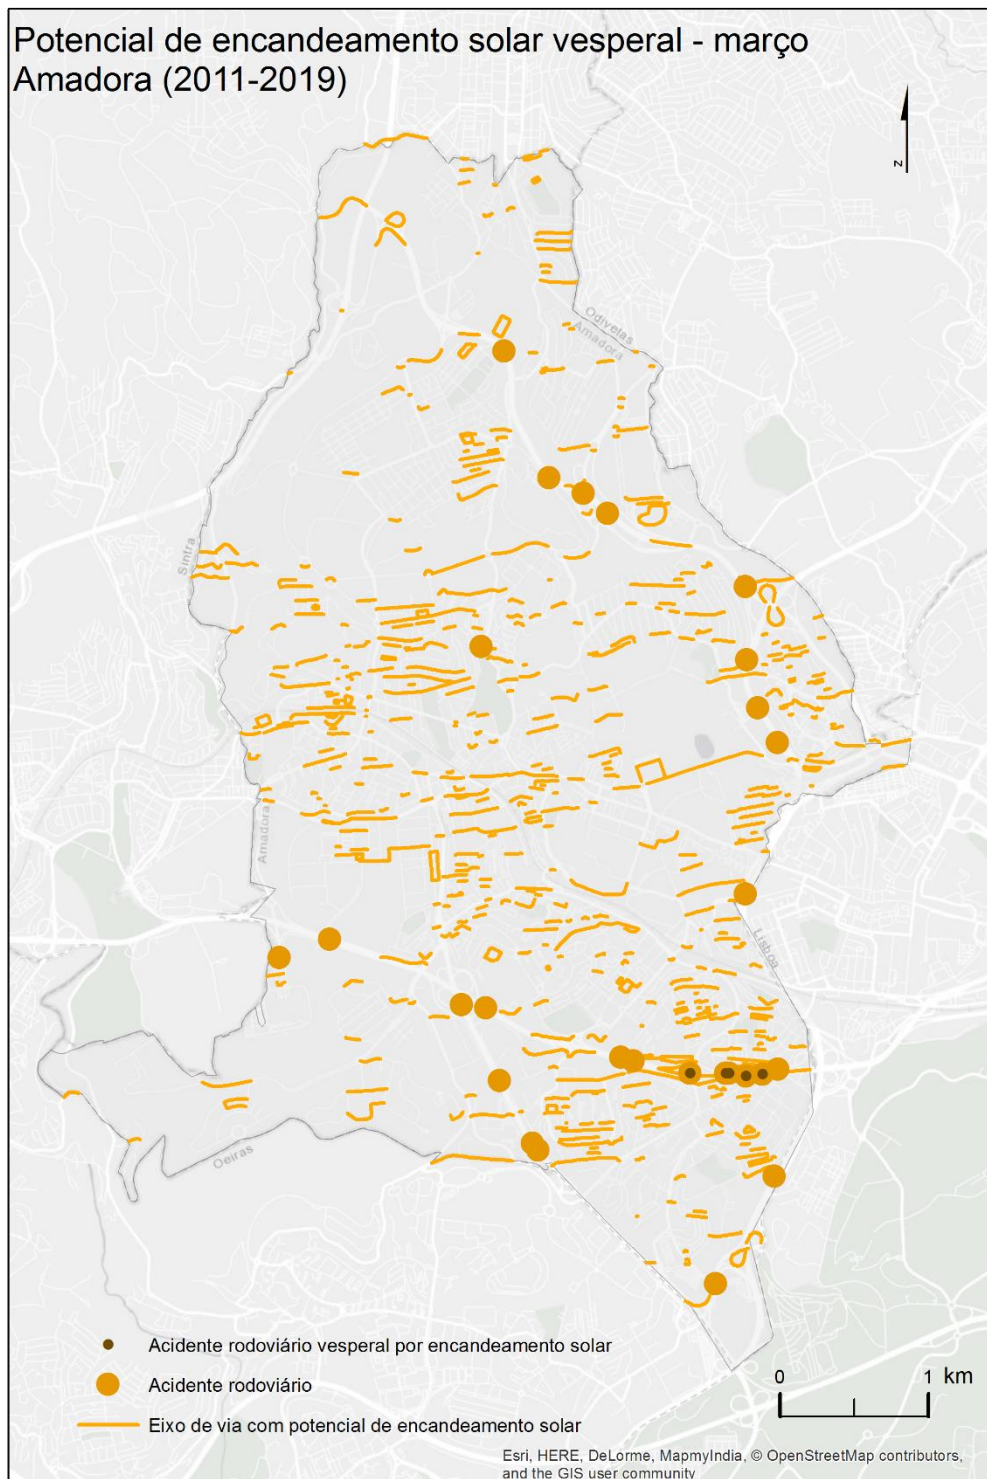 Potencial de encandeamento solar vesperal - março
Amadora (2011-2019)
N
Odivelas
Amadora
Sintra
Amadora
Lisboa
Oeiras
Acidente rodoviário vesperal por encandeamento solar
Acidente rodoviário
Eixo de via com potencial de encandeamento solar
0 1 km
Esri, HERE, DeLorme, MapmyIndia, © OpenStreetMap contributors,
and the GIS user community